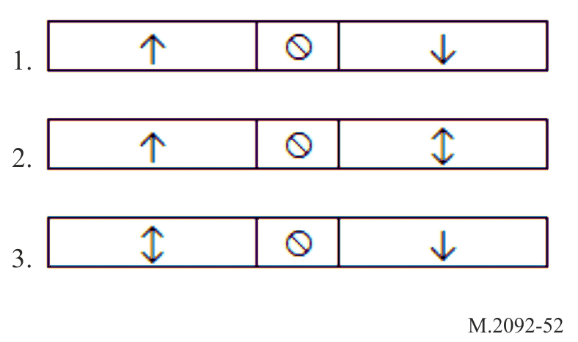 1. ↑ ⦸ ↓
2. ↑ ⦸ ↕
3. ↕ ⦸ ↓
M.2092-52